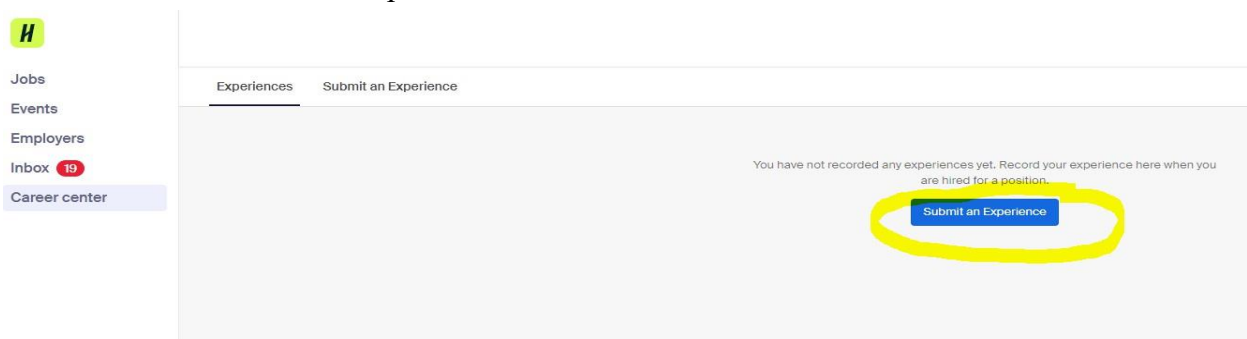 H
Jobs
Events
Employers
Inbox 19
Career center
Experiences Submit an Experience
You have not recorded any experiences yet. Record your experience here when you
are hired for a position.
Submit an Experience